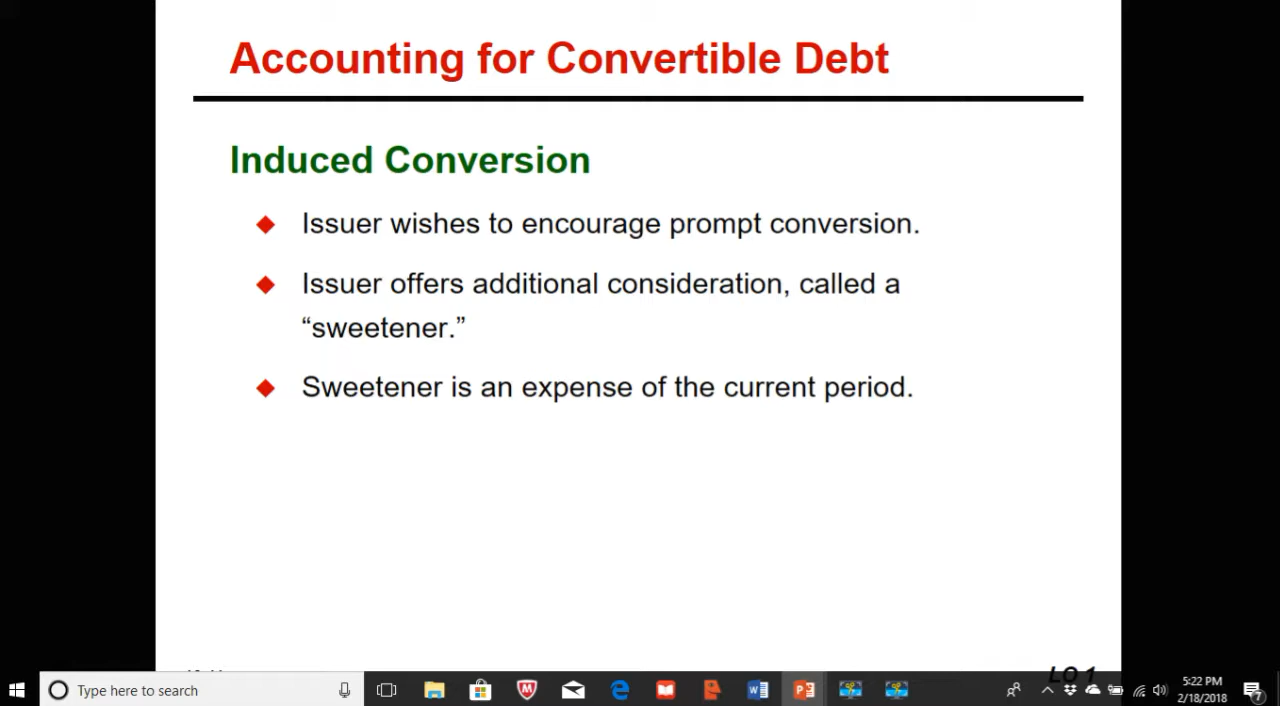 Accounting for Convertible Debt
Induced Conversion
Issuer wishes to encourage prompt conversion.
Issuer offers additional consideration, called a
“sweetener.”
Sweetener is an expense of the current period.
LO 1
Type here to search
5:22 PM
2/18/2018
7